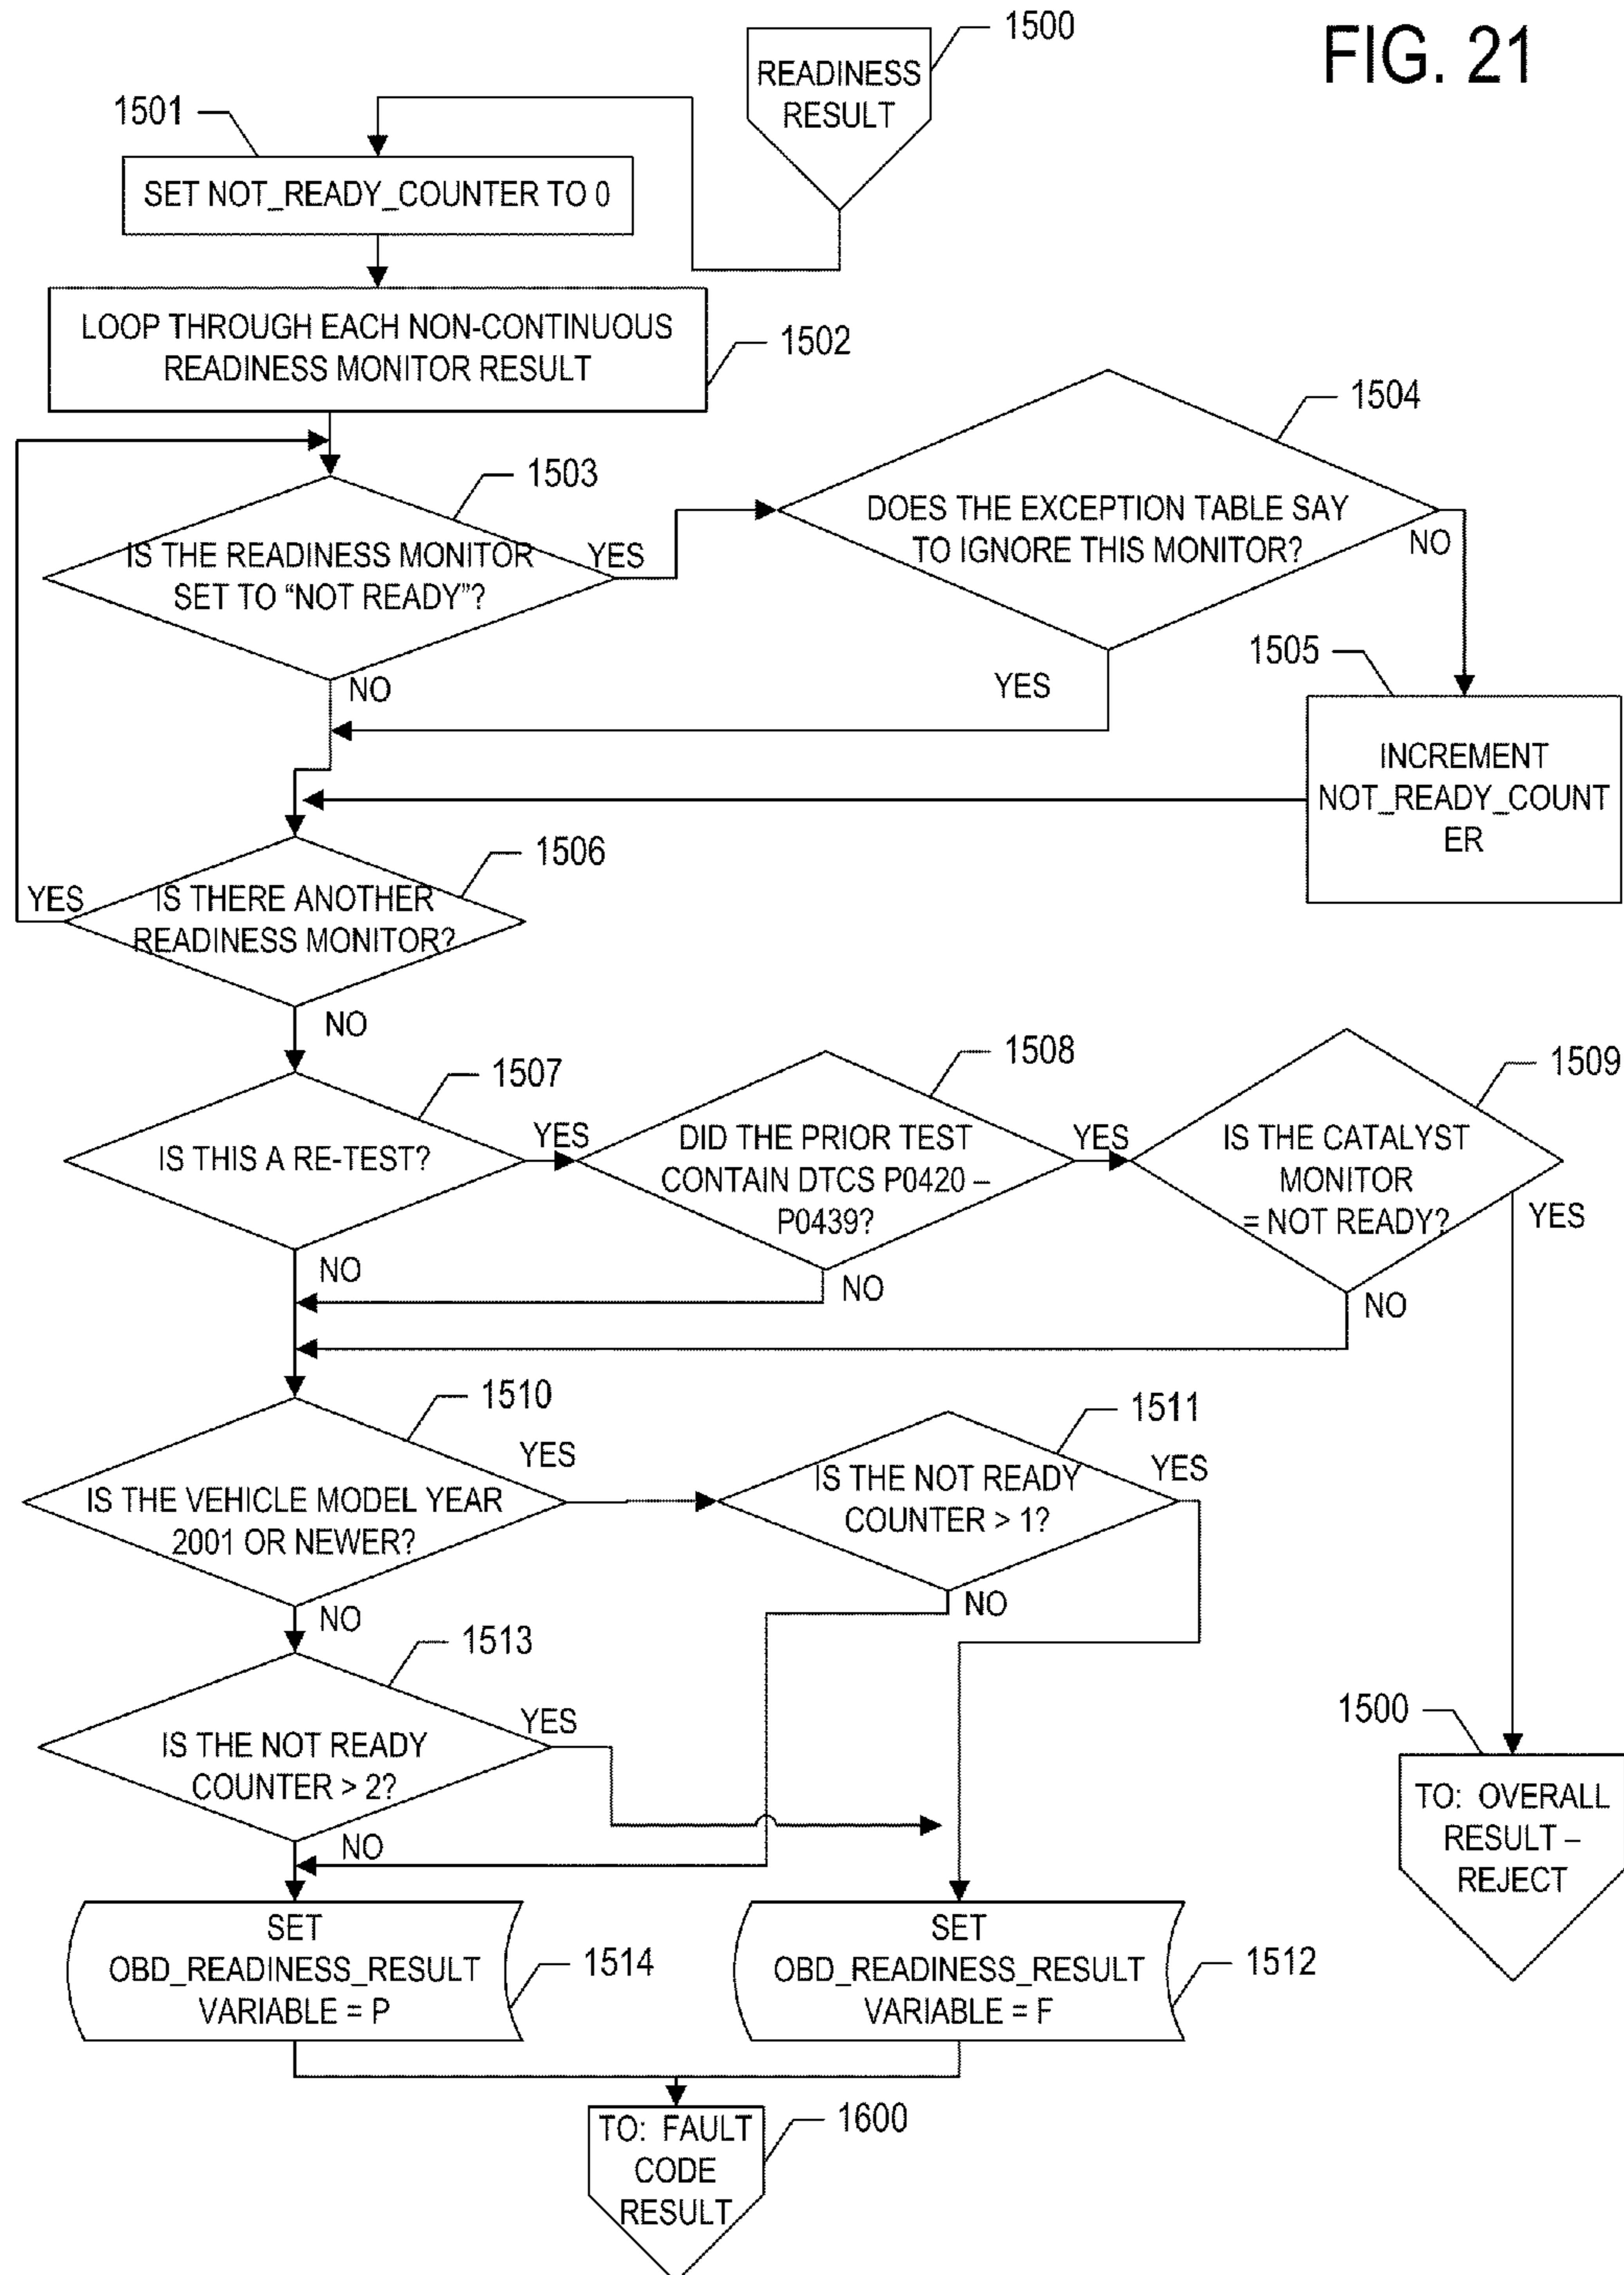 FIG. 21
1500
READINESS
RESULT
1501
SET NOT_READY_COUNTER TO 0
LOOP THROUGH EACH NON-CONTINUOUS
READINESS MONITOR RESULT
1502
1503
IS THE READINESS MONITOR
SET TO “NOT READY”?
YES
NO
1504
DOES THE EXCEPTION TABLE SAY
TO IGNORE THIS MONITOR?
NO
YES
1505
INCREMENT
NOT_READY_COUNT
ER
1506
YES
IS THERE ANOTHER
READINESS MONITOR?
NO
1507
IS THIS A RE-TEST?
YES
NO
1508
DID THE PRIOR TEST
CONTAIN DTCS P0420 –
P0439?
YES
NO
1509
IS THE CATALYST
MONITOR
= NOT READY?
YES
NO
1510
IS THE VEHICLE MODEL YEAR
2001 OR NEWER?
YES
NO
1511
IS THE NOT READY
COUNTER > 1?
YES
NO
1513
IS THE NOT READY
COUNTER > 2?
YES
NO
1500
TO: OVERALL
RESULT –
REJECT
SET
OBD_READINESS_RESULT
VARIABLE = P
1514
SET
OBD_READINESS_RESULT
VARIABLE = F
1512
TO: FAULT
CODE
RESULT
1600